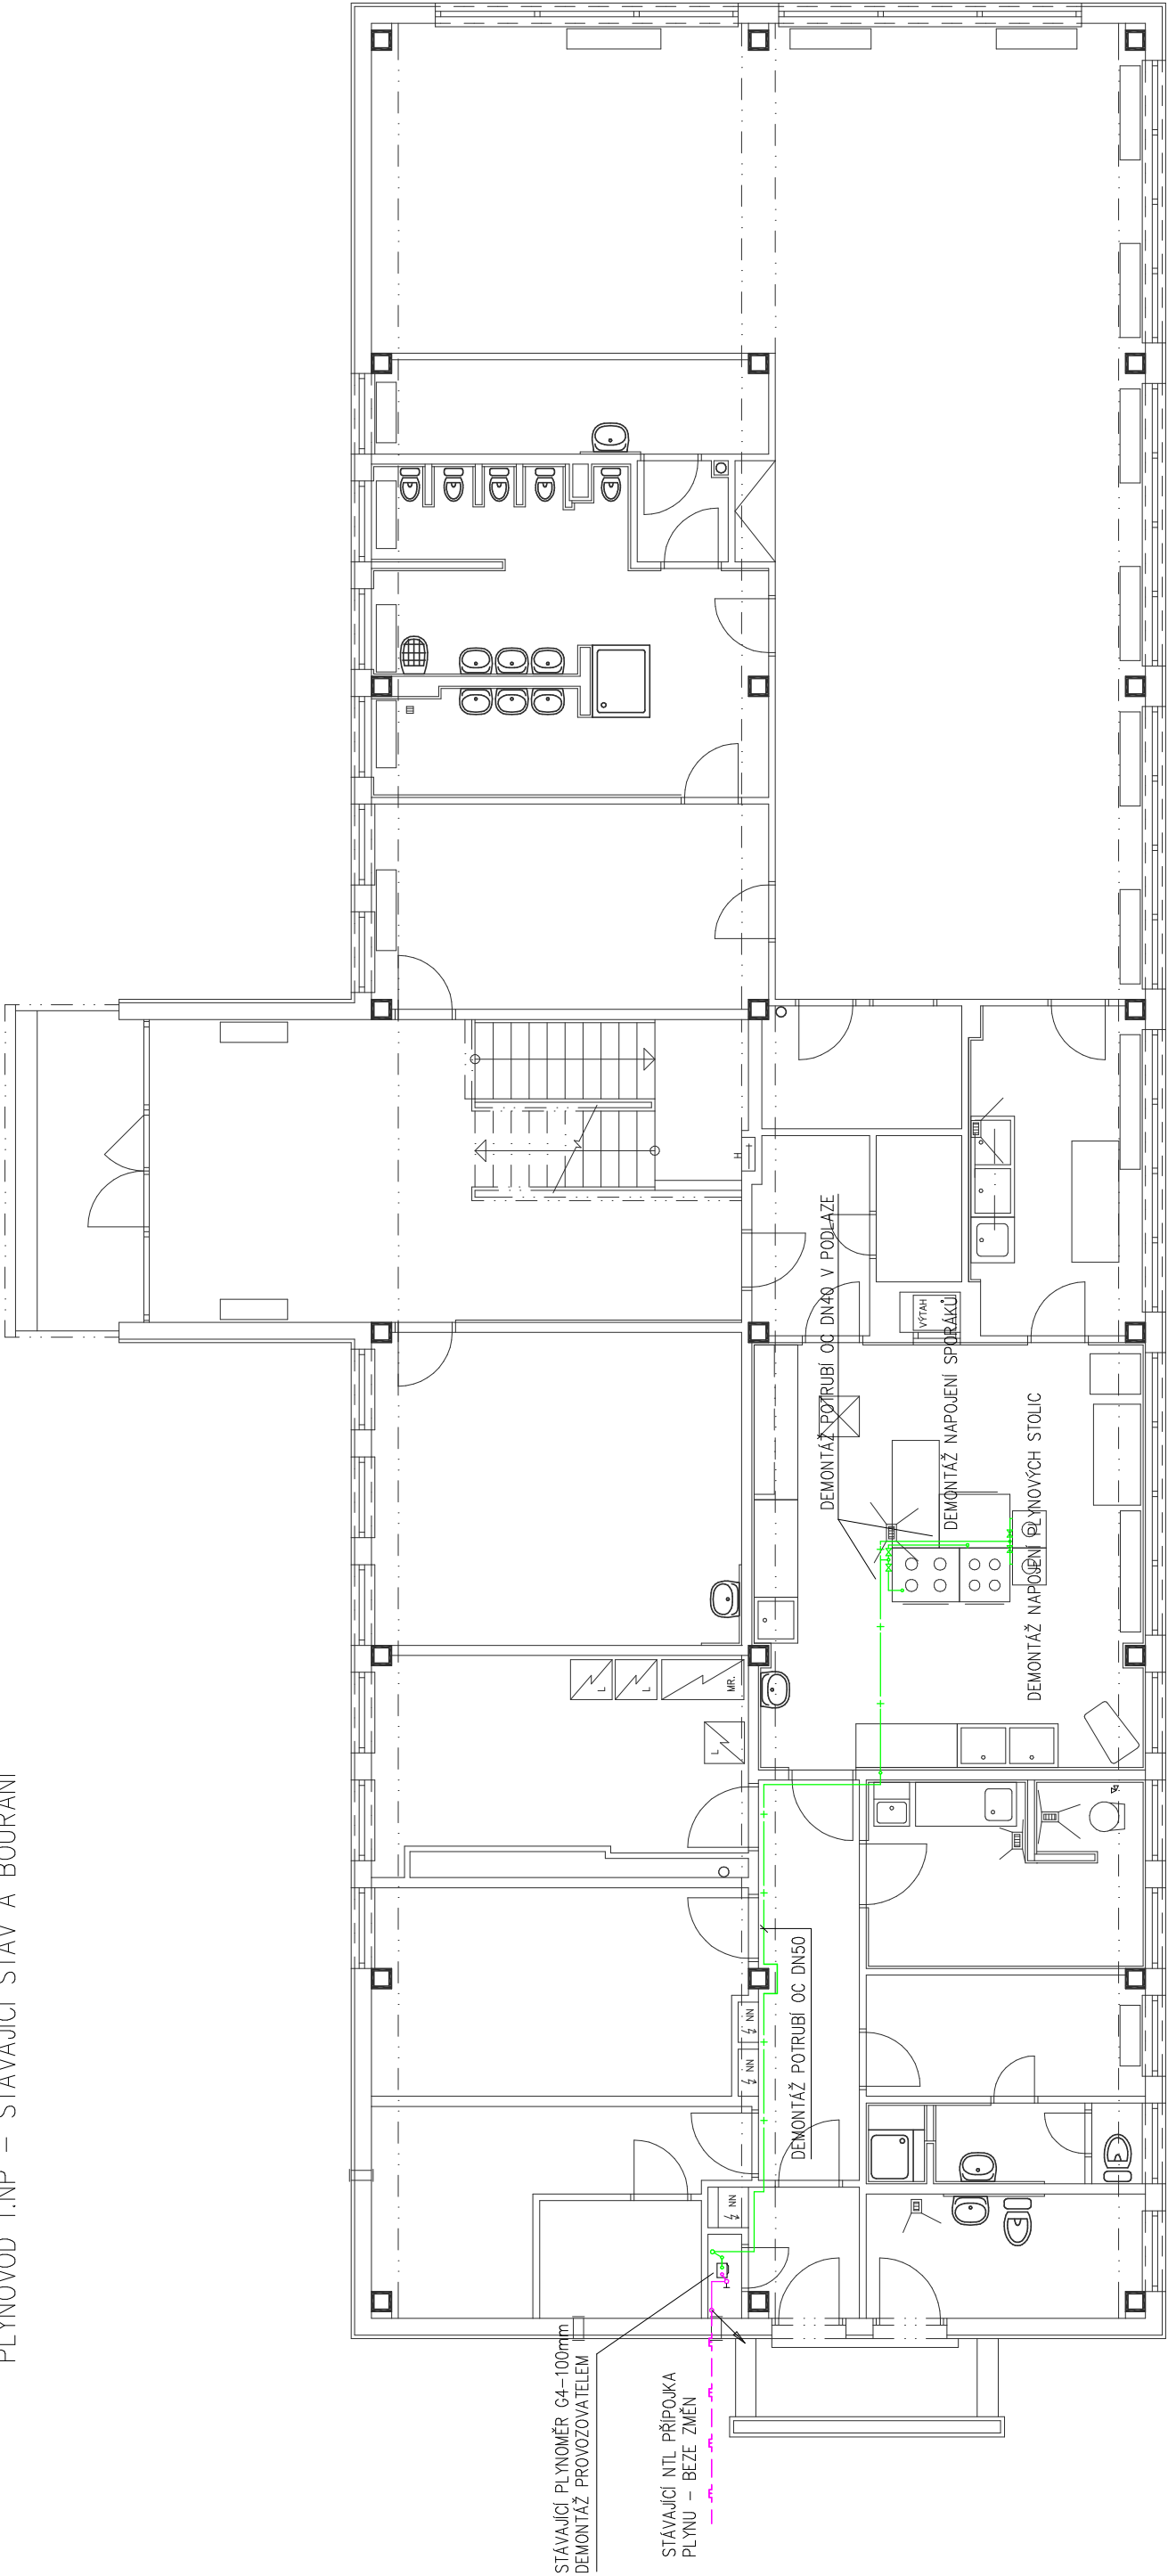 PLYNOVOD 1.NP – STÁVAJÍCÍ STAV A BOURÁNÍ
STÁVAJÍCÍ PLYNOMĚR G4-100mm
DEMONTÁŽ PROVOZOVATELEM
STÁVAJÍCÍ NTL PŘÍPOJKA
PLYNU – BEZE ZMĚN
DEMONTÁŽ POTRUBÍ OC DN50
DEMONTÁŽ POTRUBÍ OC DN40 V PODLAZE
DEMONTÁŽ NAPOJENÍ SPORÁKU
DEMONTÁŽ NAPOJENÍ PLYNOVÝCH STOLIC
VÝTAH
H
L
L
MR.
L
NN
NN
NN